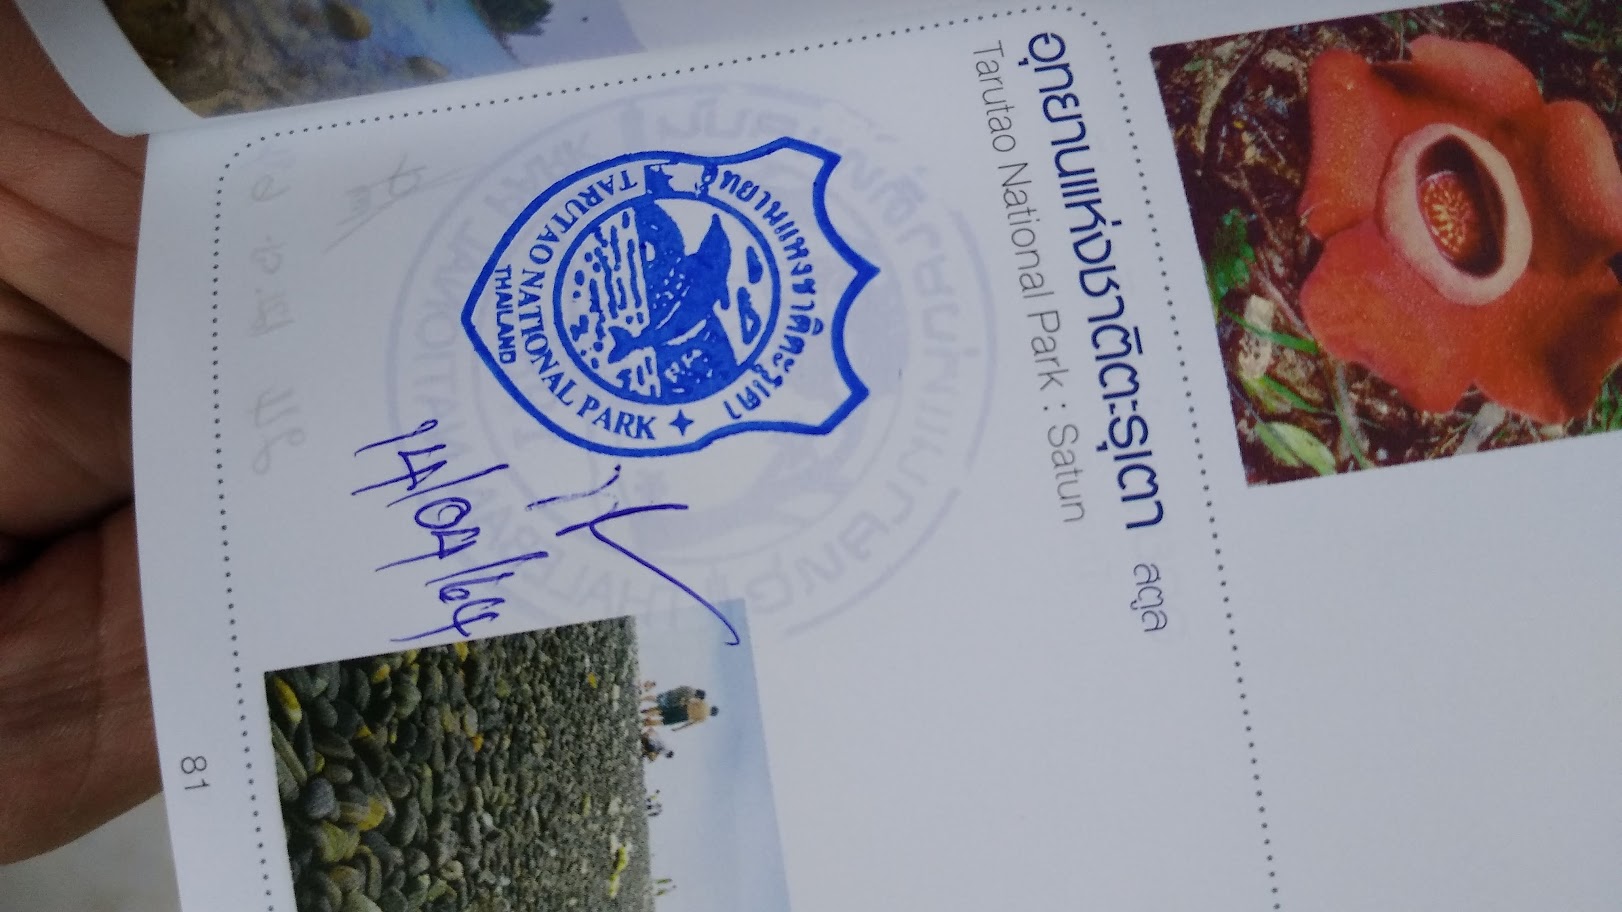 อุทยานแห่งชาติตะรุเตา สตูล
Tarutao National Park : Satun
อุทยานแห่งชาติตะรุเตา
TARUTAO NATIONAL PARK
THAILAND
14/04/64
81